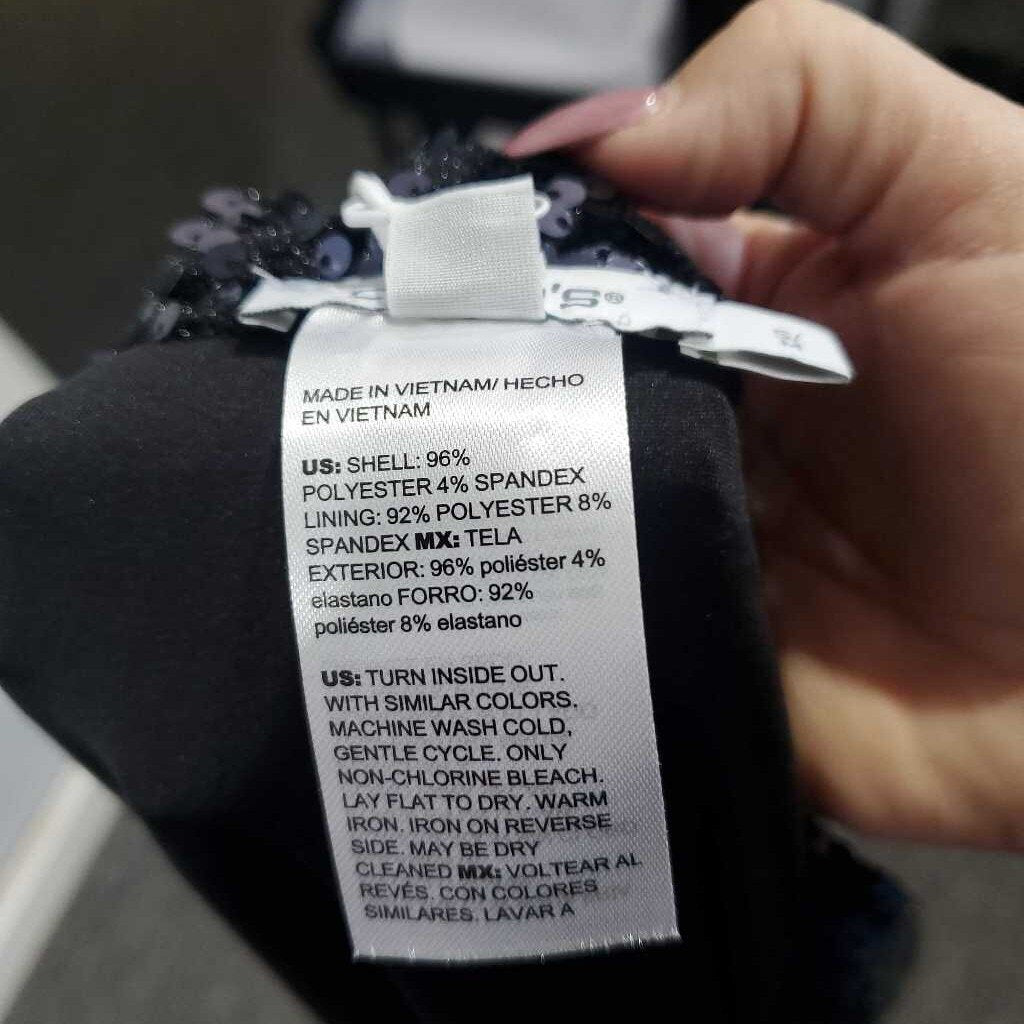 'S®
MADE IN VIETNAM/ HECHO
EN VIETNAM
US: SHELL: 96%
POLYESTER 4% SPANDEX
LINING: 92% POLYESTER 8%
SPANDEX MX: TELA
EXTERIOR: 96% poliéster 4%
elastano FORRO: 92%
poliéster 8% elastano
US: TURN INSIDE OUT.
WITH SIMILAR COLORS.
MACHINE WASH COLD,
GENTLE CYCLE. ONLY
NON-CHLORINE BLEACH.
LAY FLAT TO DRY. WARM
IRON. IRON ON REVERSE
SIDE. MAY BE DRY
CLEANED MX: VOLTEAR AL
REVÉS. CON COLORES
SIMILARES. LAVAR A